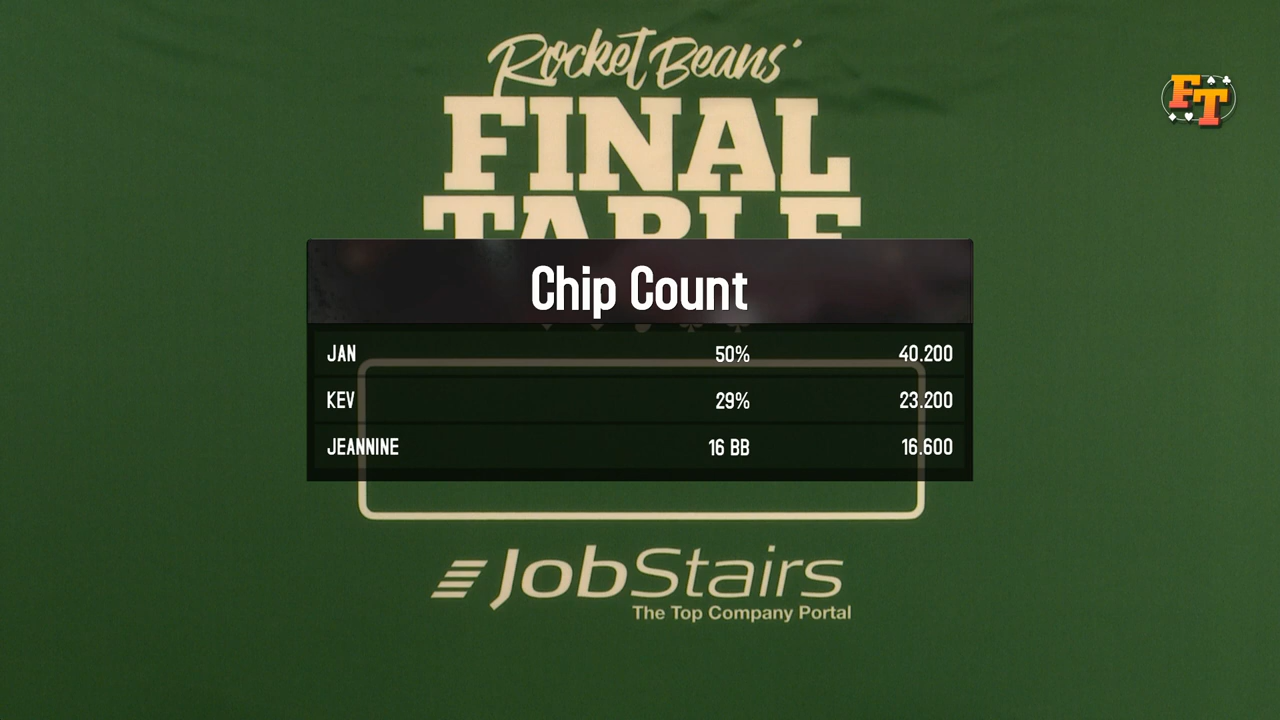 Rocket Beans'
FINAL
TABLE
FT
Chip Count
JAN 50% 40.200
KEV 29% 23.200
JEANNINE 16 BB 16.600
JobStairs
The Top Company Portal